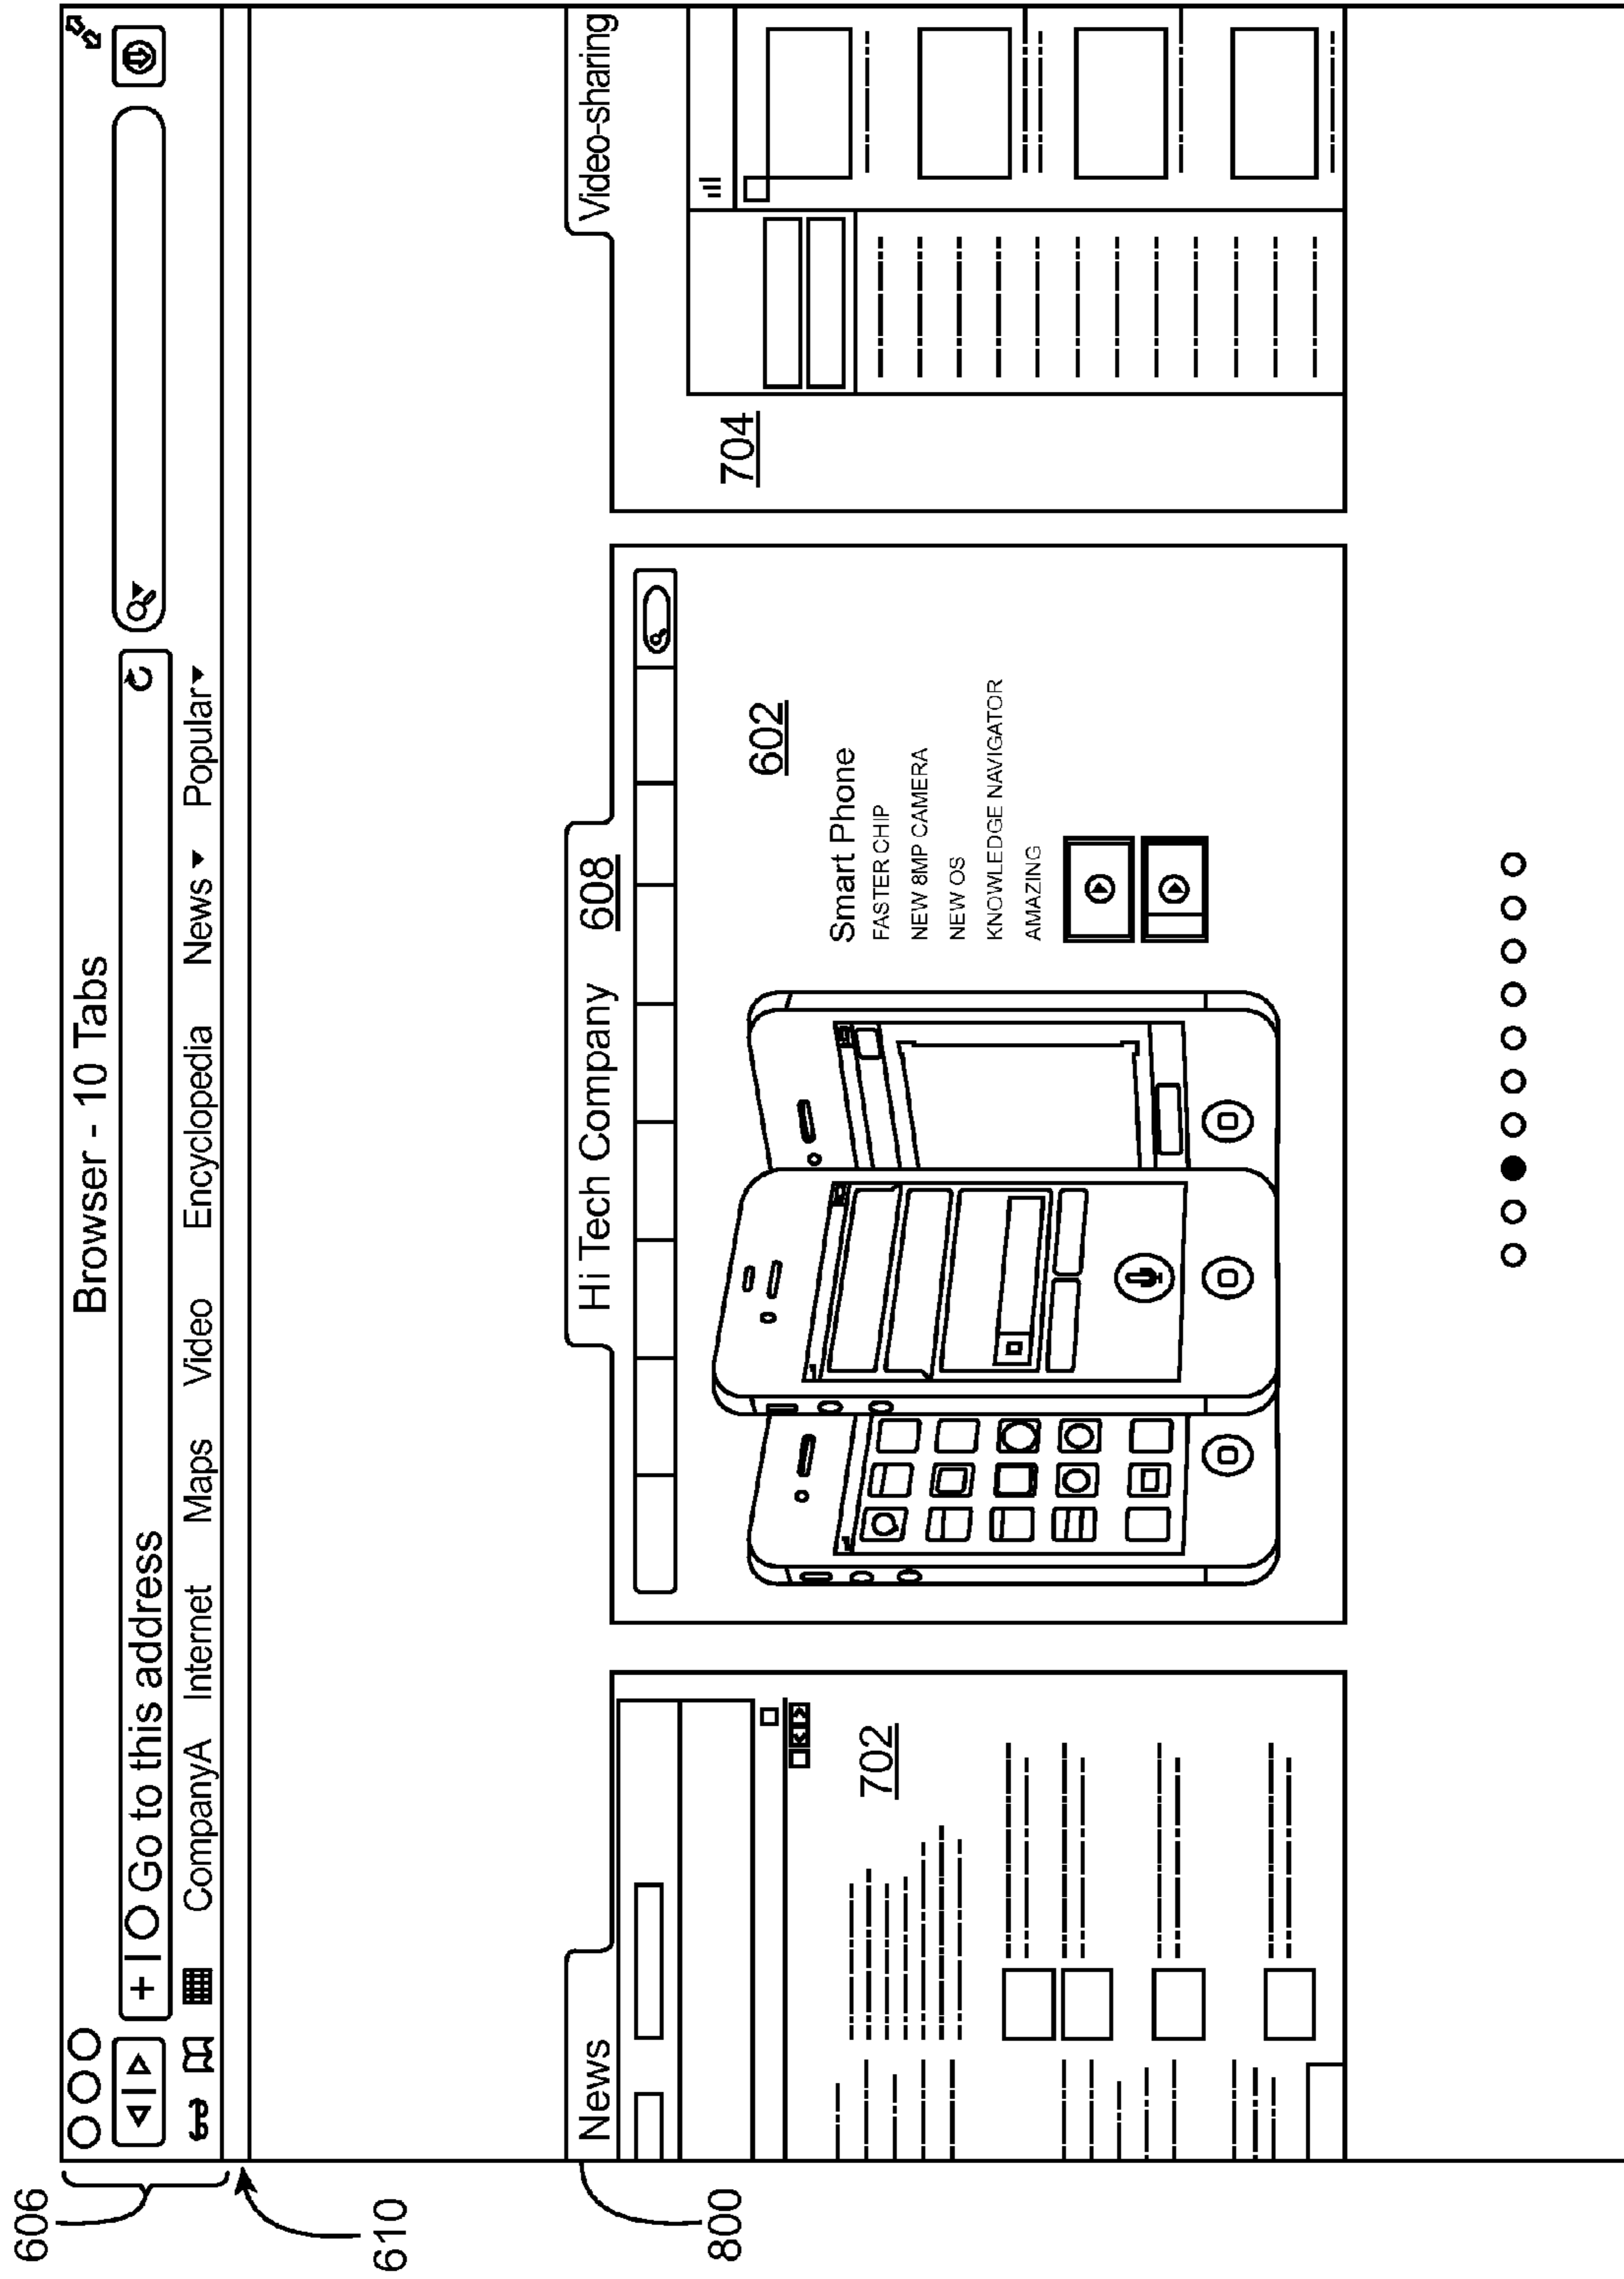 606
Browser - 10 Tabs
+ | Go to this address
CompanyA Internet Maps Video Encyclopedia News Popular
610
800
News
Hi Tech Company 608
Video-sharing
702
602
704
Smart Phone
FASTER CHIP
NEW 8MP CAMERA
NEW OS
KNOWLEDGE NAVIGATOR
AMAZING